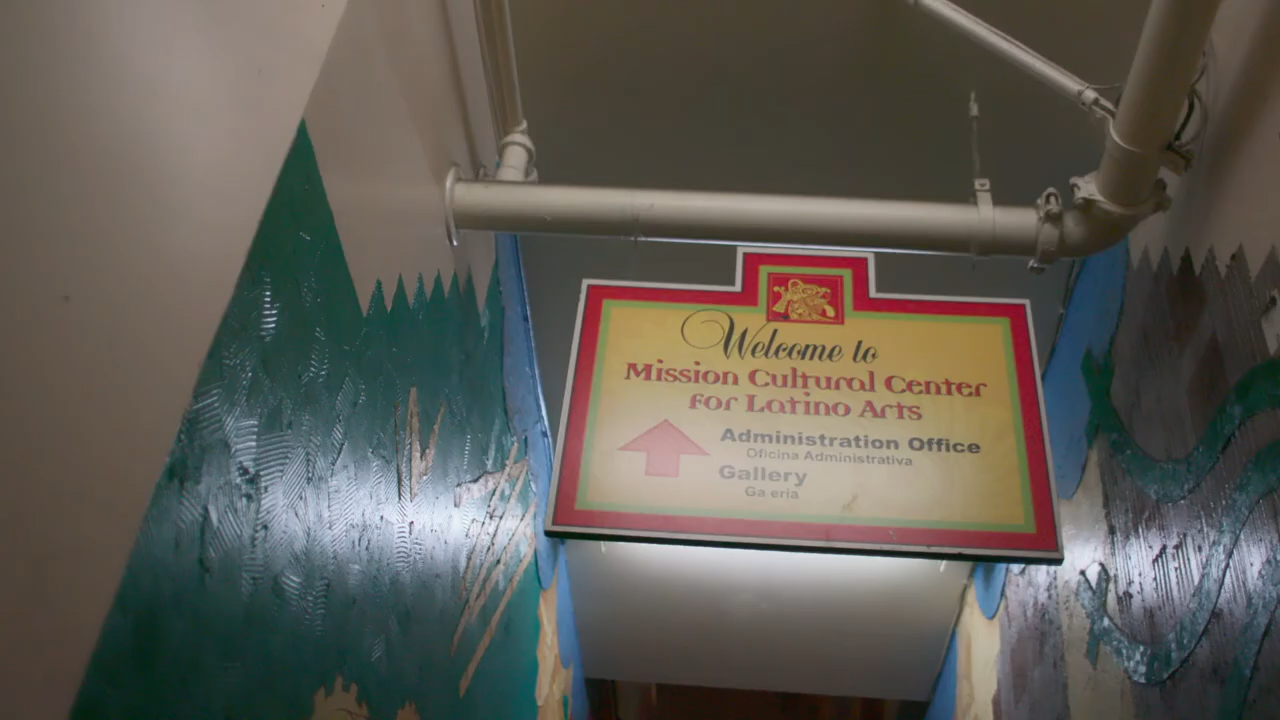 Welcome to
Mission Cultural Center
for Latino Arts
Administration Office
Oficina Administrativa
Gallery
Ga eria